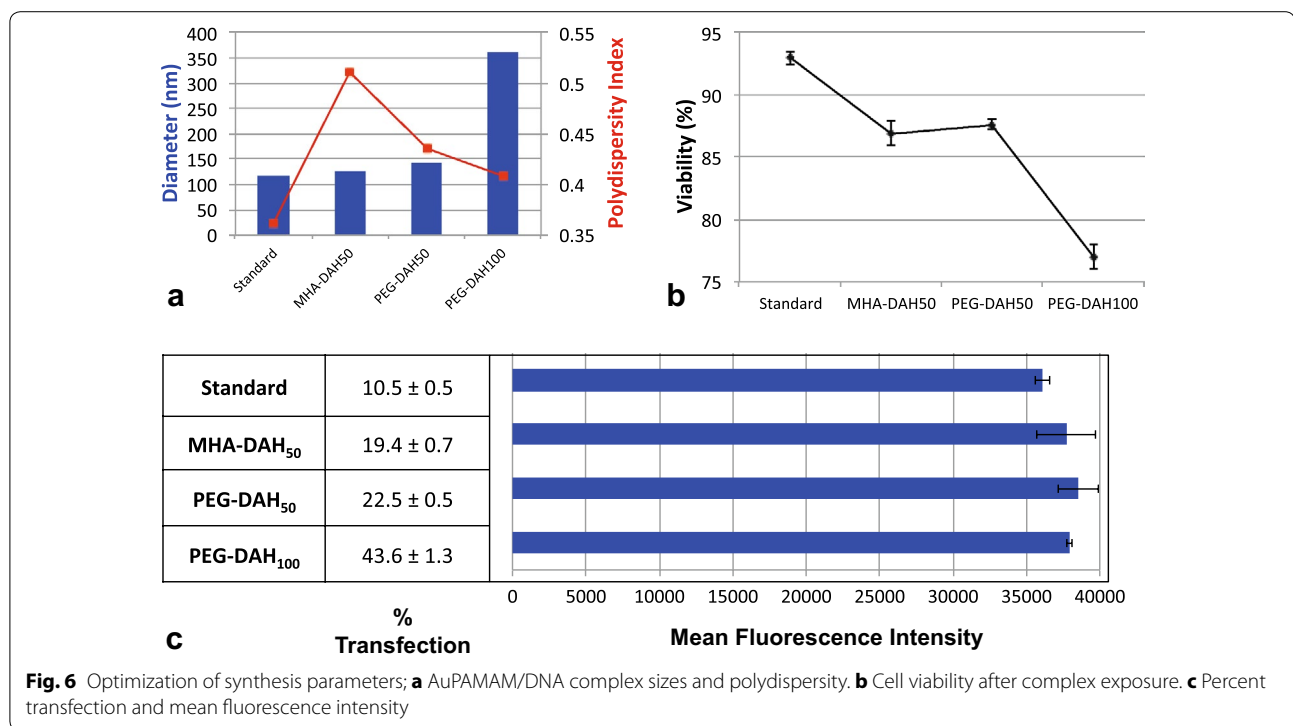 400
350
300
250
200
150
100
50
0
Diameter (nm)
0.55
0.5
0.45
0.4
0.35
Polydispersity Index
Standard
MHA-DAH50
PEG-DAH50
PEG-DAH100
a
95
90
85
80
75
Viability (%)
Standard MHA-DAH50 PEG-DAH50 PEG-DAH100
b
Standard 10.5 ± 0.5
MHA-DAH50 19.4 ± 0.7
PEG-DAH50 22.5 ± 0.5
PEG-DAH100 43.6 ± 1.3
% Transfection
0 5000 10000 15000 20000 25000 30000 35000 40000
Mean Fluorescence Intensity
c
Fig. 6 Optimization of synthesis parameters; a AuPAMAM/DNA complex sizes and polydispersity. b Cell viability after complex exposure. c Percent
transfection and mean fluorescence intensity